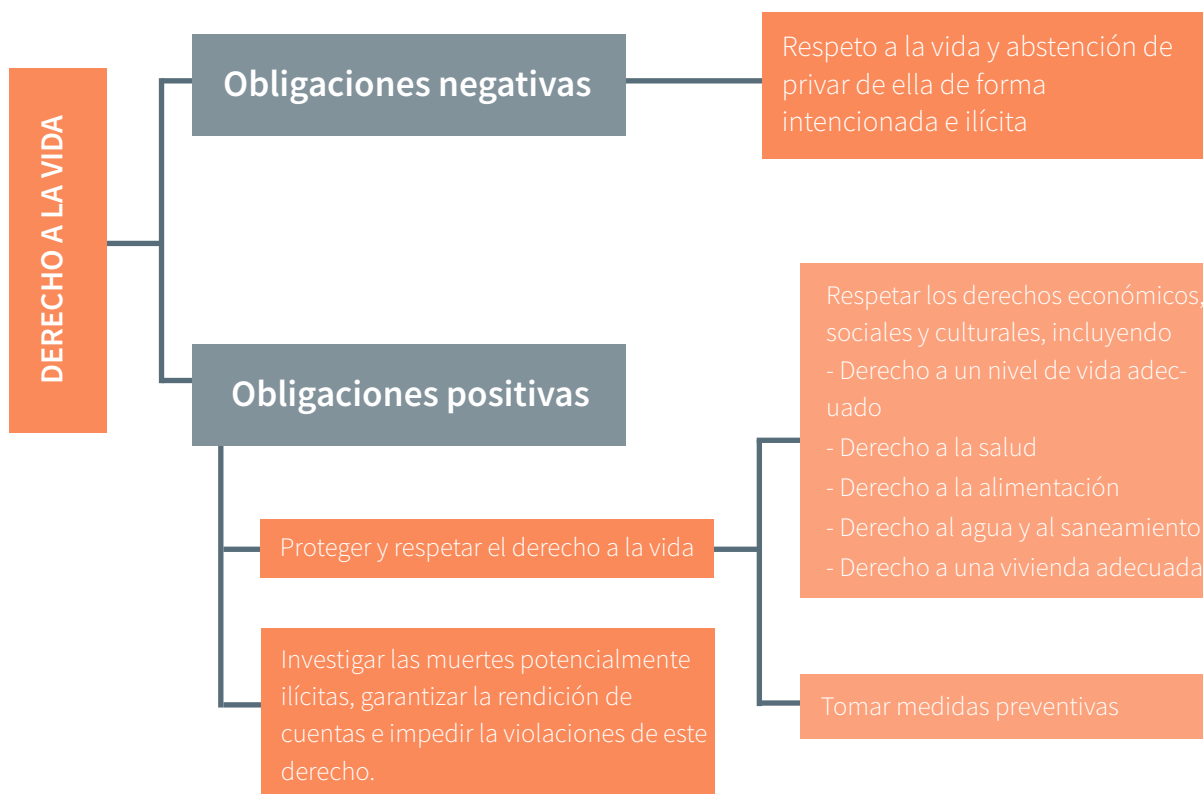 DERECHO A LA VIDA
Obligaciones negativas
Respeto a la vida y abstención de
privar de ella de forma
intencionada e ilícita
Obligaciones positivas
Proteger y respetar el derecho a la vida
Respetar los derechos económicos,
sociales y culturales, incluyendo
- Derecho a un nivel de vida adec-
uado
- Derecho a la salud
- Derecho a la alimentación
- Derecho al agua y al saneamiento
- Derecho a una vivienda adecuada
Tomar medidas preventivas
Investigar las muertes potencialmente
ilícitas, garantizar la rendición de
cuentas e impedir la violaciones de este
derecho.